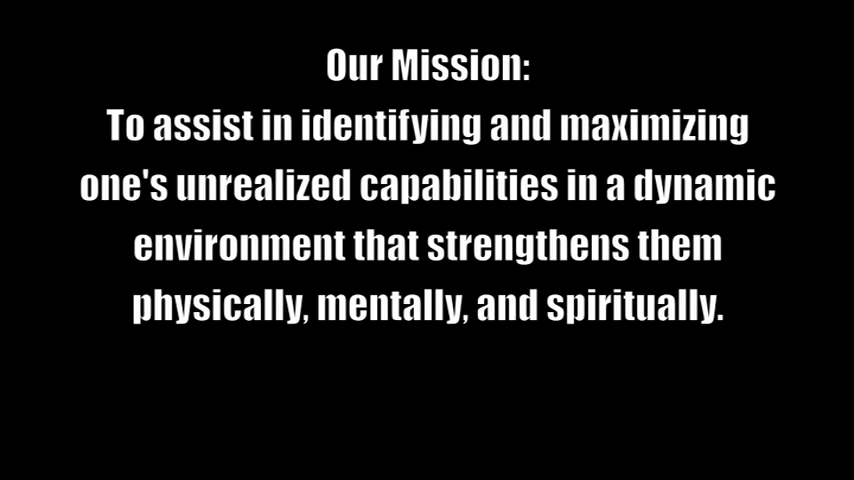 Our Mission:
To assist in identifying and maximizing
one's unrealized capabilities in a dynamic
environment that strengthens them
physically, mentally, and spiritually.